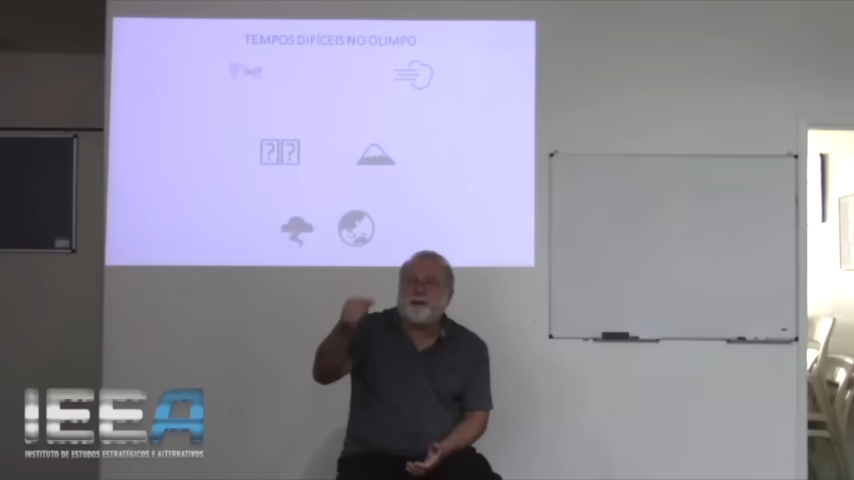 TEMPOS DIFÍCEIS NO OLIMPO
? ?
IEEA
INSTITUTO DE ESTUDOS ESTRATÉGICOS E ALTERNATIVOS